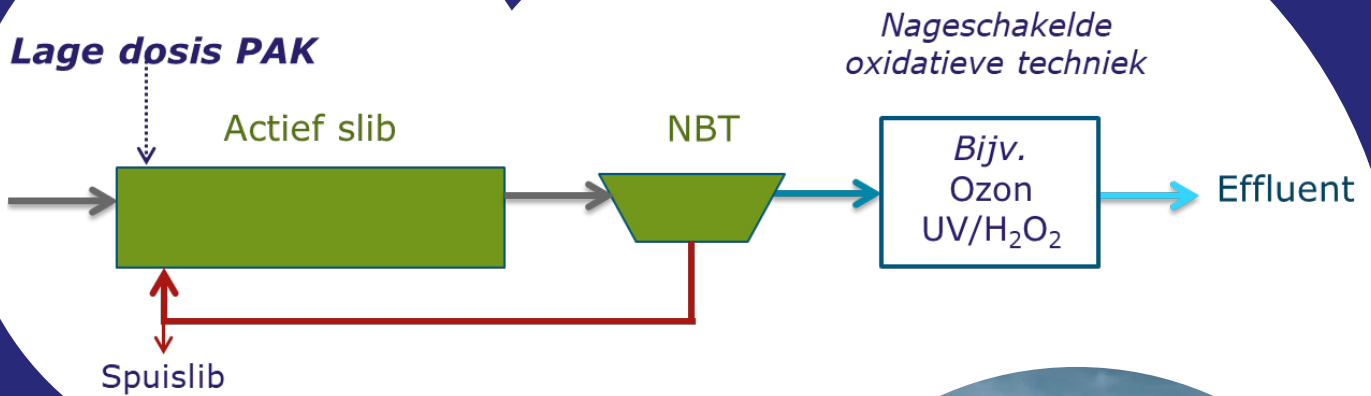 Lage dosis PAK
Nageschakelde
oxidatieve techniek
Actief slib
NBT
Bijv.
Ozon
UV/H₂O₂
Effluent
Spuislib